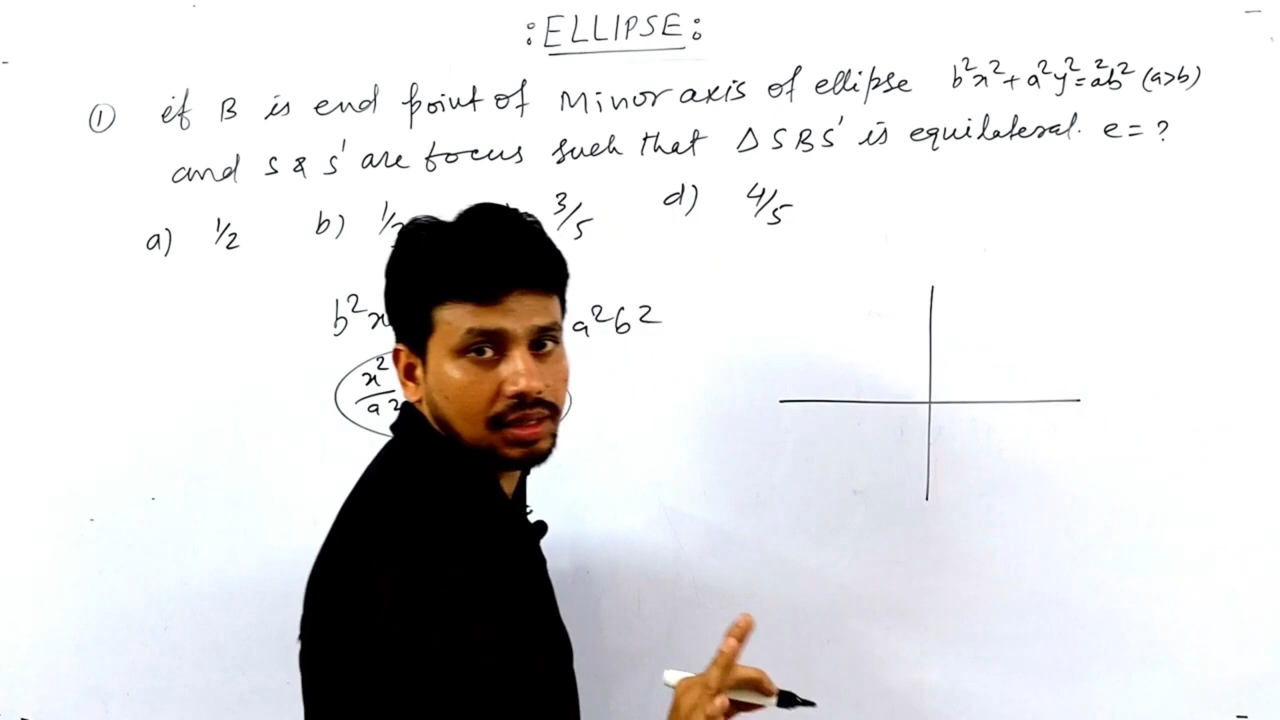 : ELLIPSE :
① if B is end point of Minor axis of ellipse b²x² + a²y² = a²b² (a>b)
and S & S' are focus such that Δ SBS' is equilateral. e = ?
a) 1/2 b) 3/5 d) 4/5
b²x a²b²
x²/a²